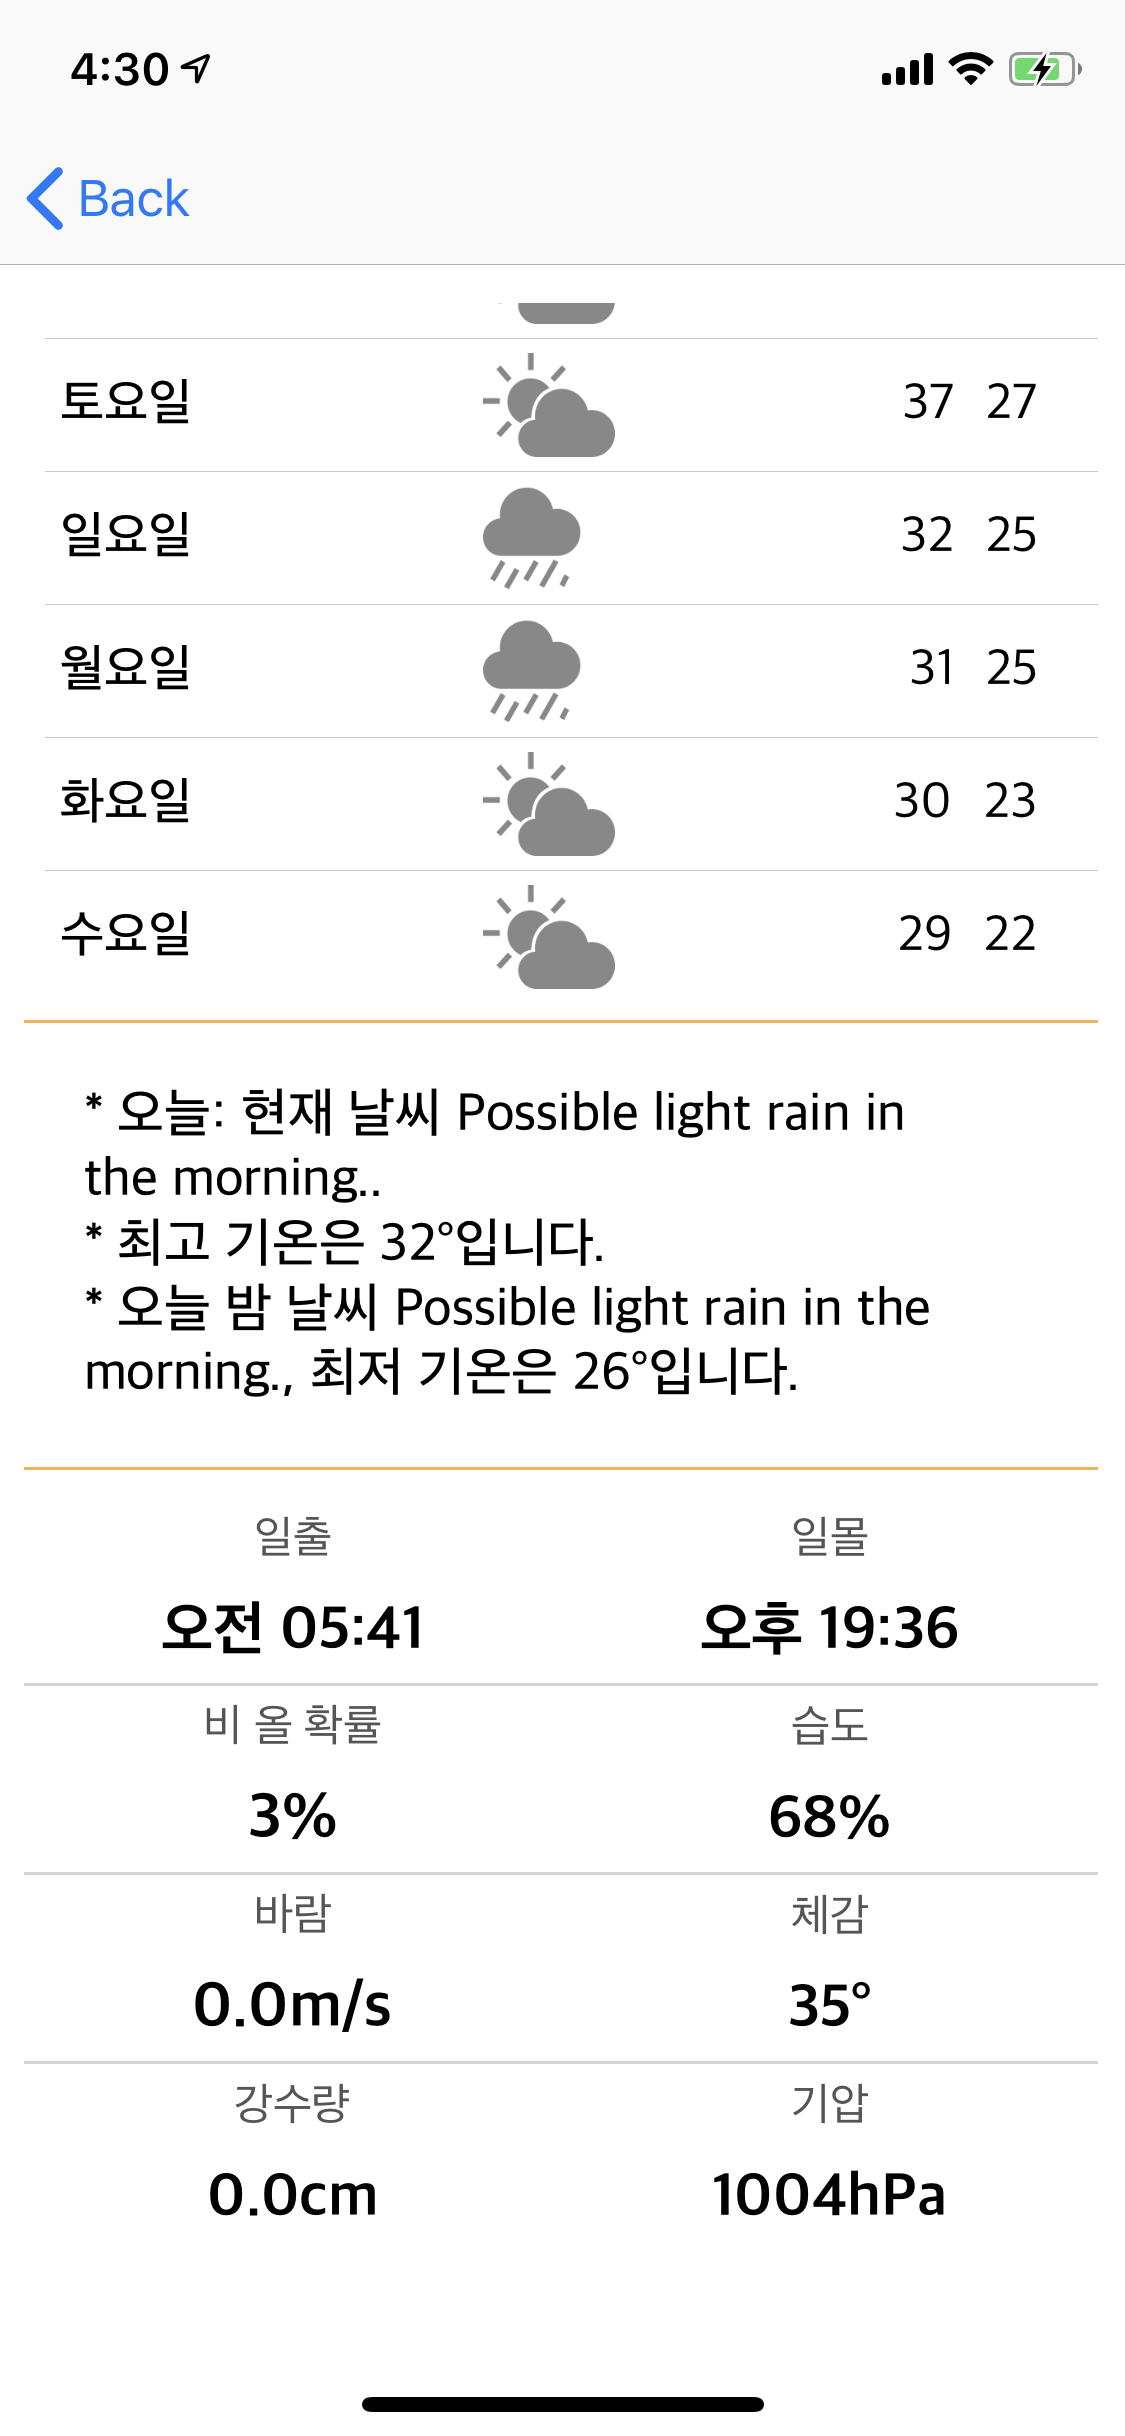 4:30
Back
토요일 37 27
일요일 32 25
월요일 31 25
화요일 30 23
수요일 29 22
* 오늘: 현재 날씨 Possible light rain in
the morning..
* 최고 기온은 32°입니다.
* 오늘 밤 날씨 Possible light rain in the
morning., 최저 기온은 26°입니다.
일출 일몰
오전 05:41 오후 19:36
비 올 확률 습도
3% 68%
바람 체감
0.0m/s 35°
강수량 기압
0.0cm 1004hPa